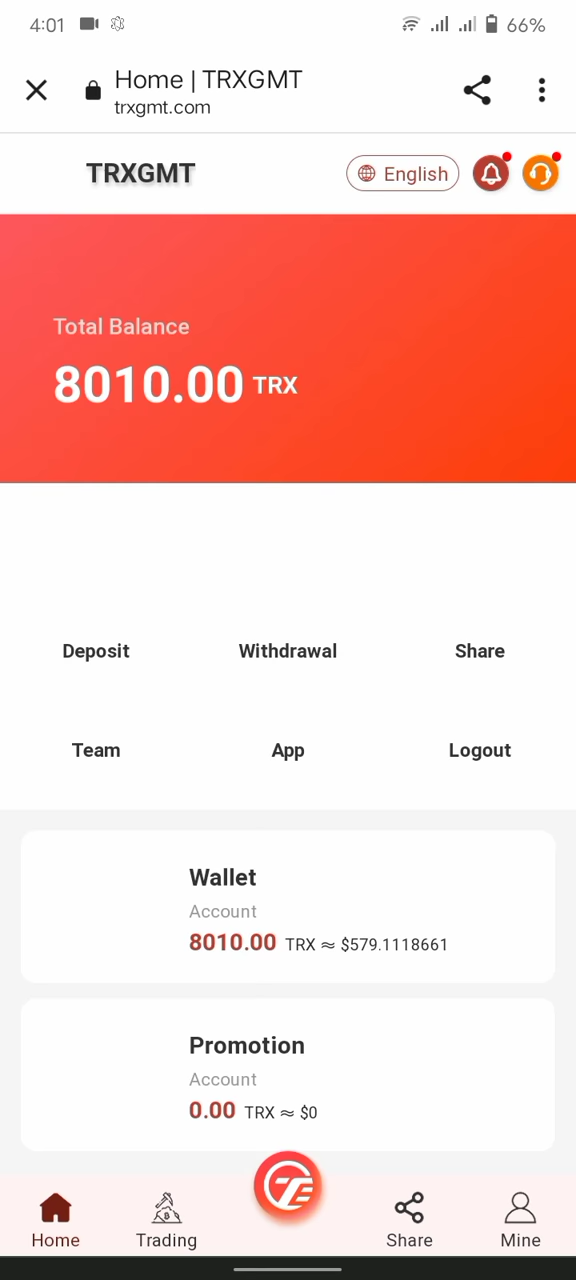 4:01
66%
Home | TRXGMT
trxgmt.com
TRXGMT
English
Total Balance
8010.00 TRX
Deposit Withdrawal Share
Team App Logout
Wallet
Account
8010.00 TRX ≈ $579.1118661
Promotion
Account
0.00 TRX ≈ $0
Home Trading Share Mine